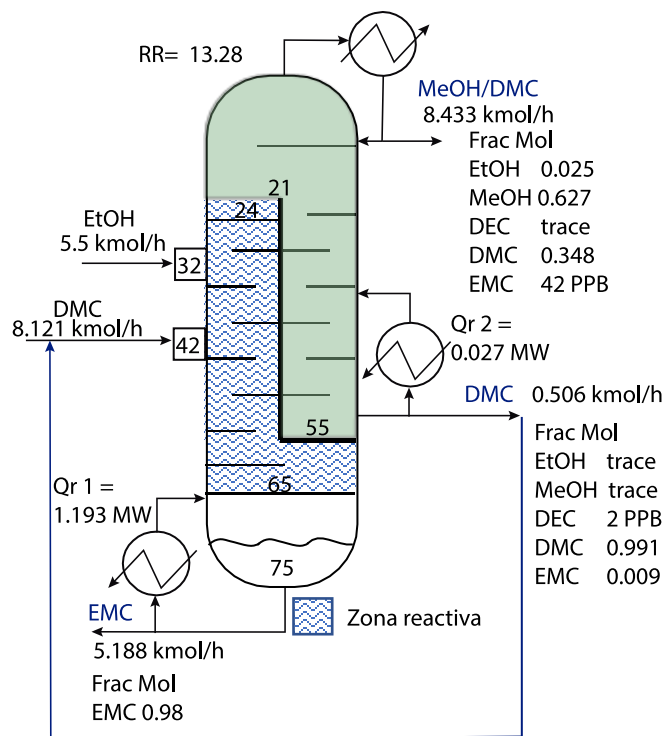 RR= 13.28
MeOH/DMC
8.433 kmol/h
Frac Mol
EtOH 0.025
MeOH 0.627
DEC trace
DMC 0.348
EMC 42 PPB
21
24
EtOH
5.5 kmol/h
32
DMC
8.121 kmol/h
42
Qr 2 =
0.027 MW
DMC 0.506 kmol/h
Frac Mol
EtOH trace
MeOH trace
DEC 2 PPB
DMC 0.991
EMC 0.009
55
65
Qr 1 =
1.193 MW
75
EMC
5.188 kmol/h
Frac Mol
EMC 0.98
Zona reactiva